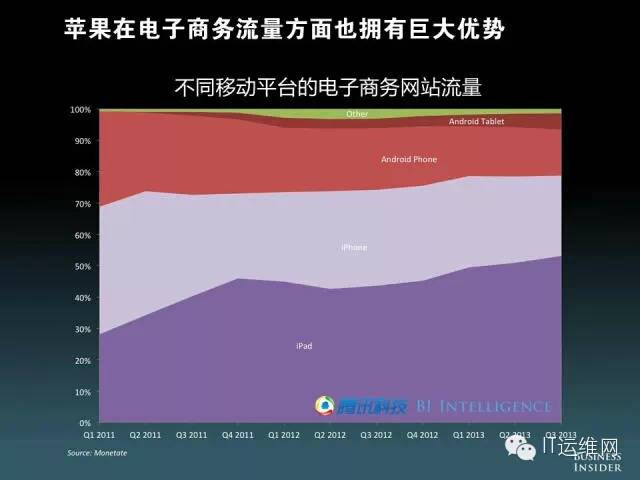 苹果在电子商务流量方面也拥有巨大优势
不同移动平台的电子商务网站流量
100%
90%
80%
70%
60%
50%
40%
30%
20%
10%
0%
Other
Android Tablet
Android Phone
iPhone
iPad
腾讯科技 BI INTELLIGENCE
Q1 2011 Q2 2011 Q3 2011 Q4 2011 Q1 2012 Q2 2012 Q3 2012 Q4 2012 Q1 2013 Q2 2013 Q3 2013
Source: Monetate
IT运维网
BUSINESS
INSIDER